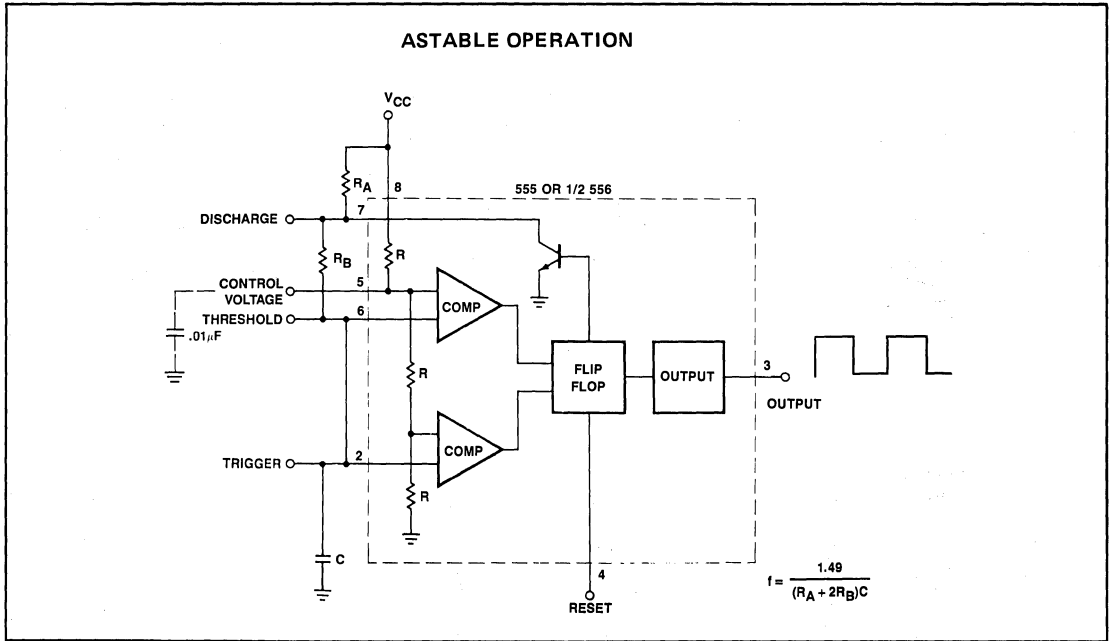 ASTABLE OPERATION
VCC
RA
8
555 OR 1/2 556
DISCHARGE
7
RB
R
CONTROL
VOLTAGE
5
COMP
THRESHOLD
6
.01μF
R
FLIP
FLOP
OUTPUT
3
OUTPUT
TRIGGER
2
COMP
R
C
4
RESET
f = 1.49
(RA + 2RB)C